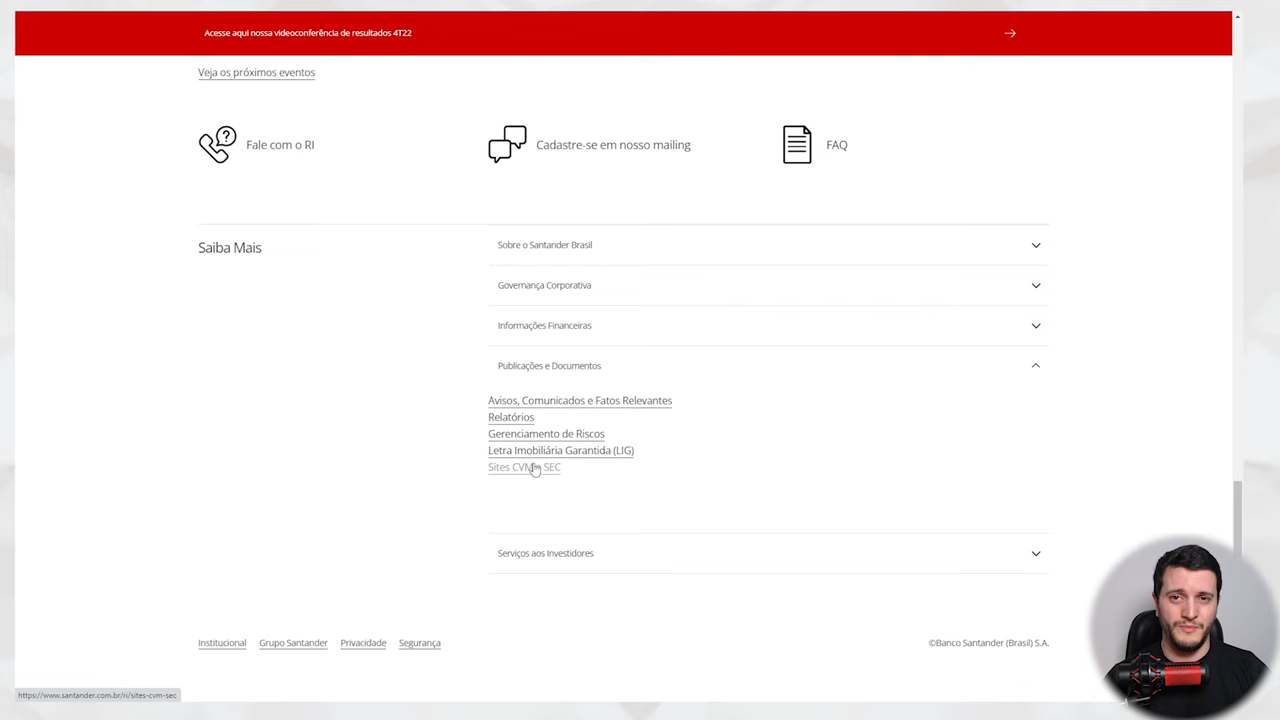 Acesse aqui nossa videoconferência de resultados 4T22
Veja os próximos eventos
Fale com o RI
Cadastre-se em nosso mailing
FAQ
Saiba Mais
Sobre o Santander Brasil
Governança Corporativa
Informações Financeiras
Publicações e Documentos
Avisos, Comunicados e Fatos Relevantes
Relatórios
Gerenciamento de Riscos
Letra Imobiliária Garantida (LIG)
Sites CVM - SEC
Serviços aos Investidores
Institucional Grupo Santander Privacidade Segurança
©Banco Santander (Brasil) S.A.
https://www.santander.com.br/ri/sites-cvm-sec